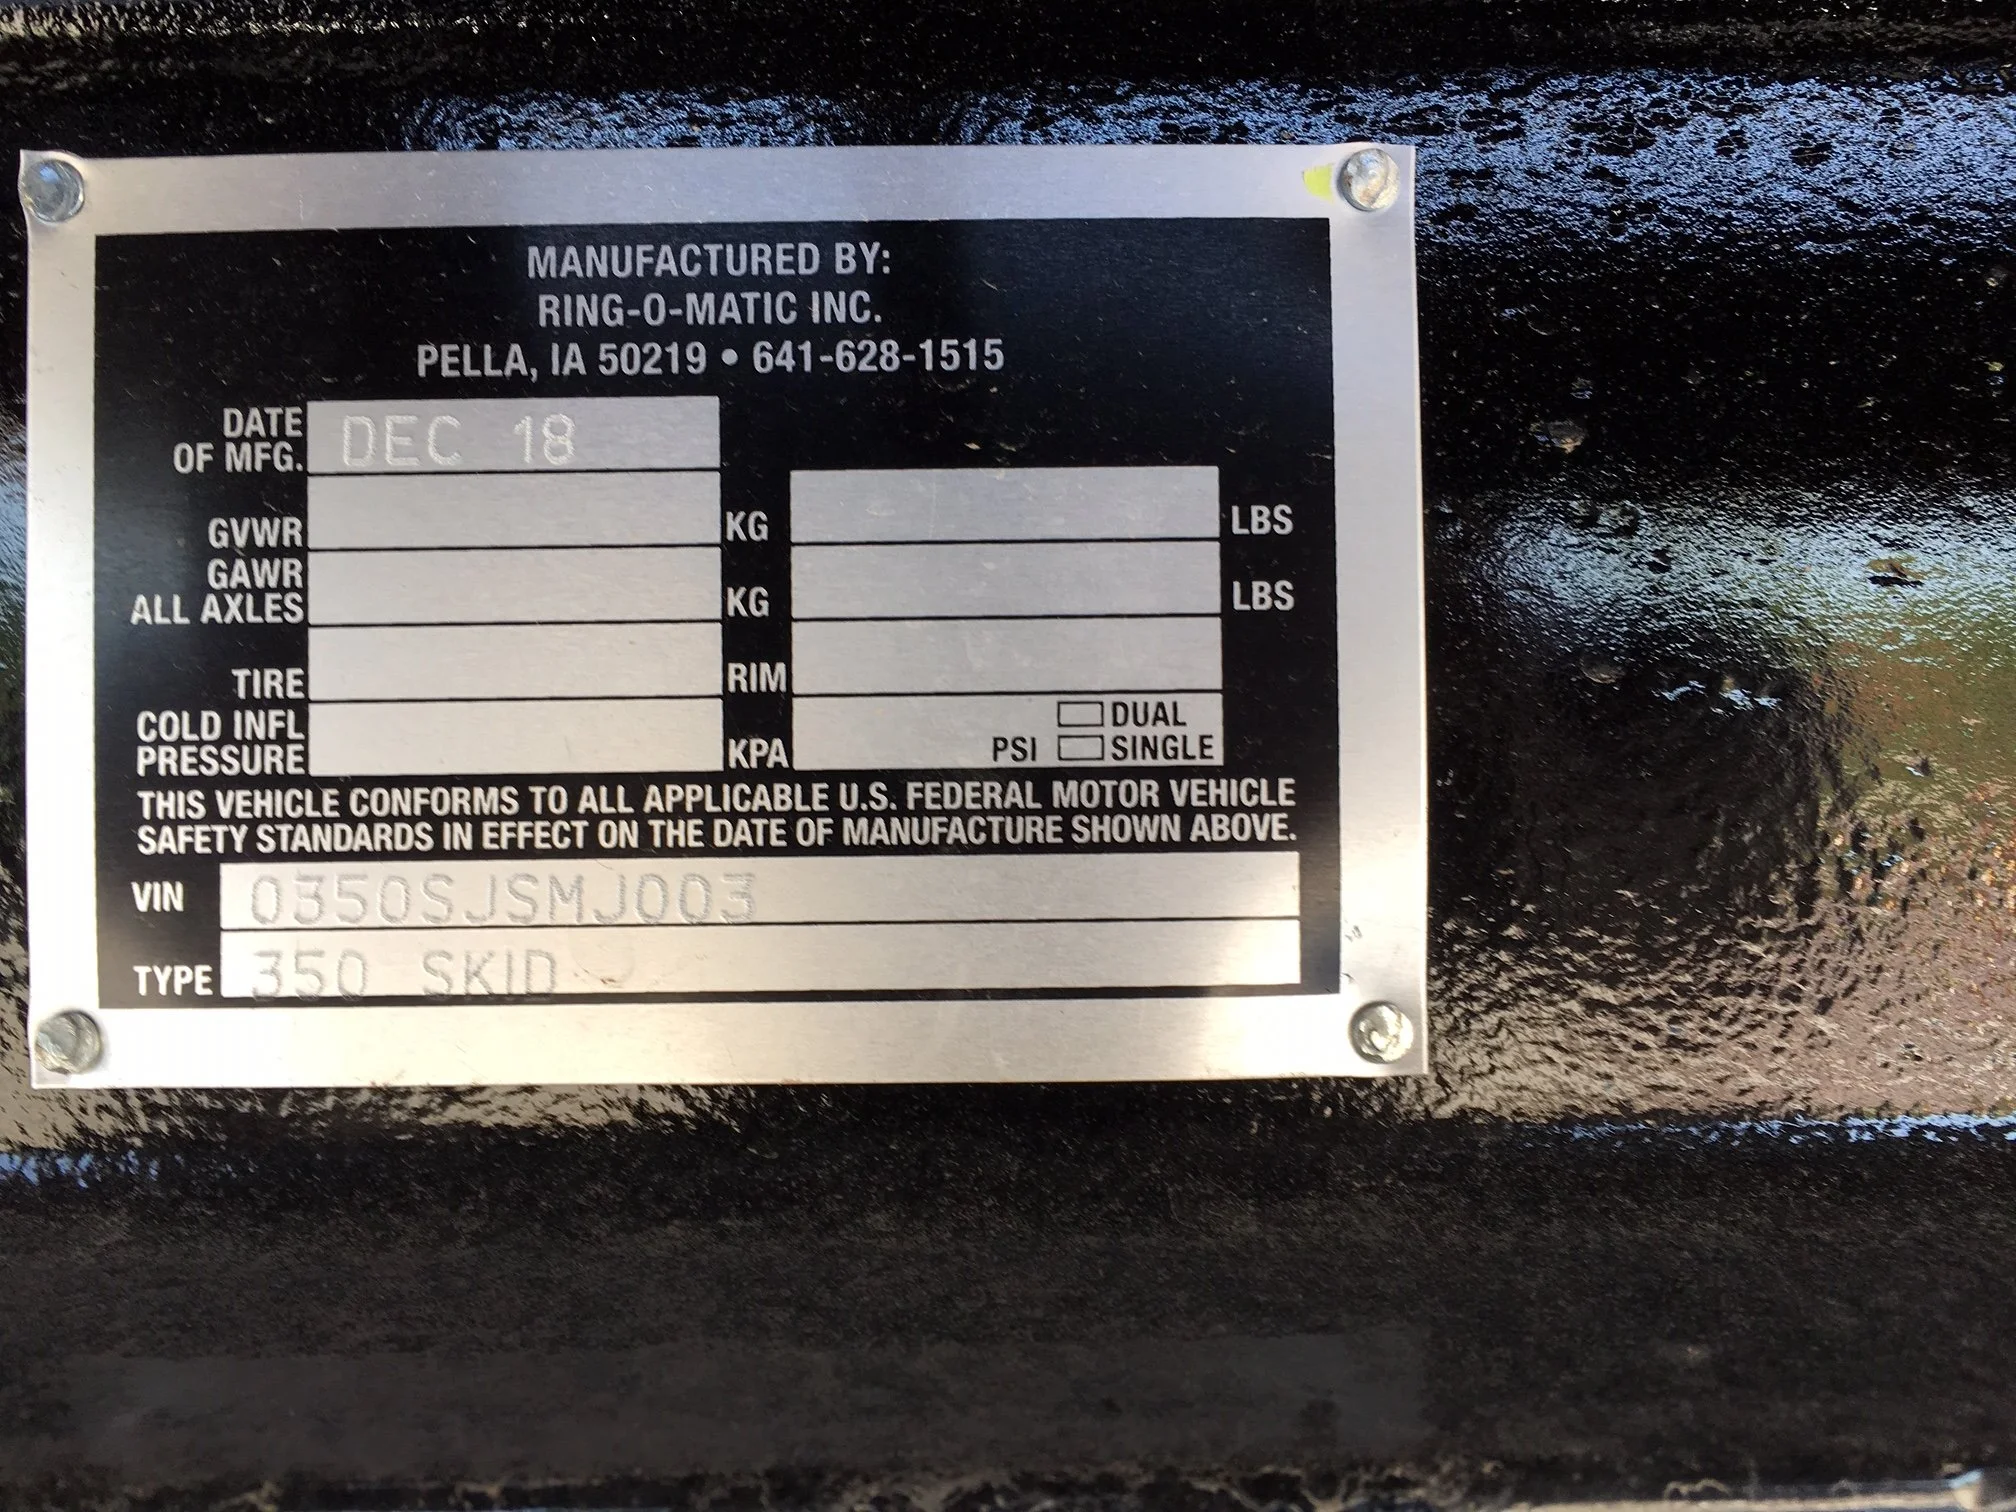 MANUFACTURED BY:
RING-O-MATIC INC.
PELLA, IA 50219 • 641-628-1515
DATE OF MFG. DEC 18
GVWR KG LBS
GAWR ALL AXLES KG LBS
TIRE RIM
COLD INFL PRESSURE KPA PSI DUAL SINGLE
THIS VEHICLE CONFORMS TO ALL APPLICABLE U.S. FEDERAL MOTOR VEHICLE
SAFETY STANDARDS IN EFFECT ON THE DATE OF MANUFACTURE SHOWN ABOVE.
VIN 0350SJSMJ003
TYPE 350 SKID